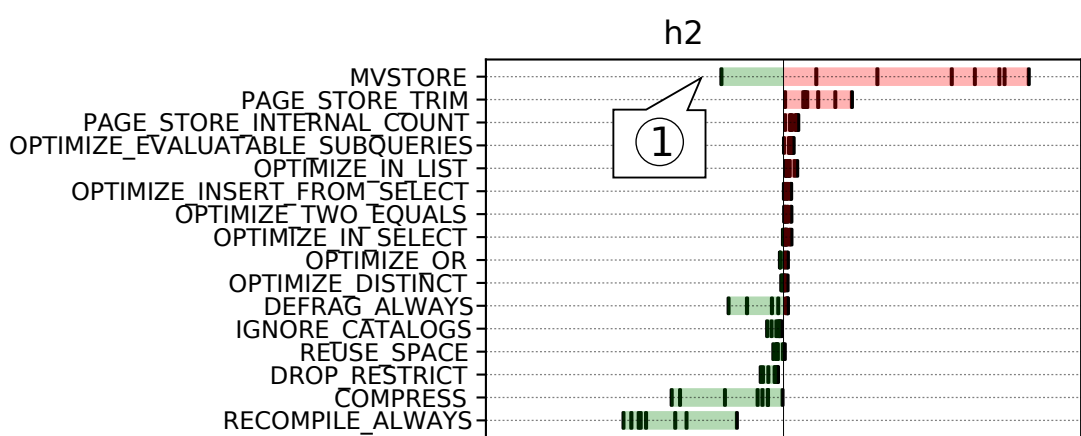 h2
MVSTORE
1
PAGE_STORE_TRIM
PAGE_STORE_INTERNAL_COUNT
OPTIMIZE_EVALUATABLE_SUBQUERIES
OPTIMIZE_IN_LIST
OPTIMIZE_INSERT_FROM_SELECT
OPTIMIZE_TWO_EQUALS
OPTIMIZE_IN_SELECT
OPTIMIZE_OR
OPTIMIZE_DISTINCT
DEFRAG_ALWAYS
IGNORE_CATALOGS
REUSE_SPACE
DROP_RESTRICT
COMPRESS
RECOMPILE_ALWAYS